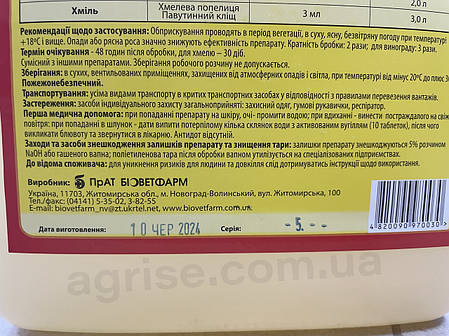 2,0 л
Хміль
Хмелева попелиця
Павутинний кліщ
3 мл
3,0 л
Рекомендації щодо застосування: Обприскування проводять в період вегетації, в суху, ясну, безвітряну погоду при температурі
+18°С і вище. Опади або рясна роса значно знижують ефективність препарату. Кратність обробки: 2 рази; для винограду: 3 рази.
Термін очікування - 48 годин після обробки, для хмелю – 30 діб.
Сумісний з іншими препаратами. Зберігання робочого розчину не допускається.
Зберігання: в сухих, вентильованих приміщеннях, захищених від атмосферних опадів і світла, при температурі від мінус 20°С до плюс 30
Пожежонебезпечний.
Транспортування: усіма видами транспорту в критих транспортних засобах у відповідності з правилами перевезення вантажів.
Застереження: засоби індивідуального захисту загальноприйняті: захисний одяг, гумові рукавички, респіратор.
Перша медична допомога: при попаданні препарату на шкіру, очі- промити водою; при вдиханні - винести постраждалого на свіже
повітря; при попаданні в шлунок - дати випити потерпілому кілька склянок води з активованим вугіллям (10 таблеток), після чого
викликати блювоту та звернутися к лікарню. Антидот відсутній.
Заходи та засоби знешкодження залишків препарату та знищення тари: залишки препарату знешкоджуються 5% розчином
NaOH або гашеного вапна; поліетиленова тара після обробки утилізується на спеціалізованих підприємствах.
До відома споживача: для уникнення ризиків для людини та довкілля слід дотримуватись інструкції щодо використання.
Виробник: ПрАТ БІОВЕТФАРМ
Україна, 11703, Житомирська обл., м. Новоград-Волинський, вул. Житомирська, 100
Тел./факс: (04141) 5-35-02, 3-82-55
E-mail: biovetfarm_nv@zt.ukrtel.net, www.biovetfarm.com.ua
Дата виготовлення: 10 ЧЕР 2024 Серія: - 5. - -
4820090970030 >
agrise.com.ua